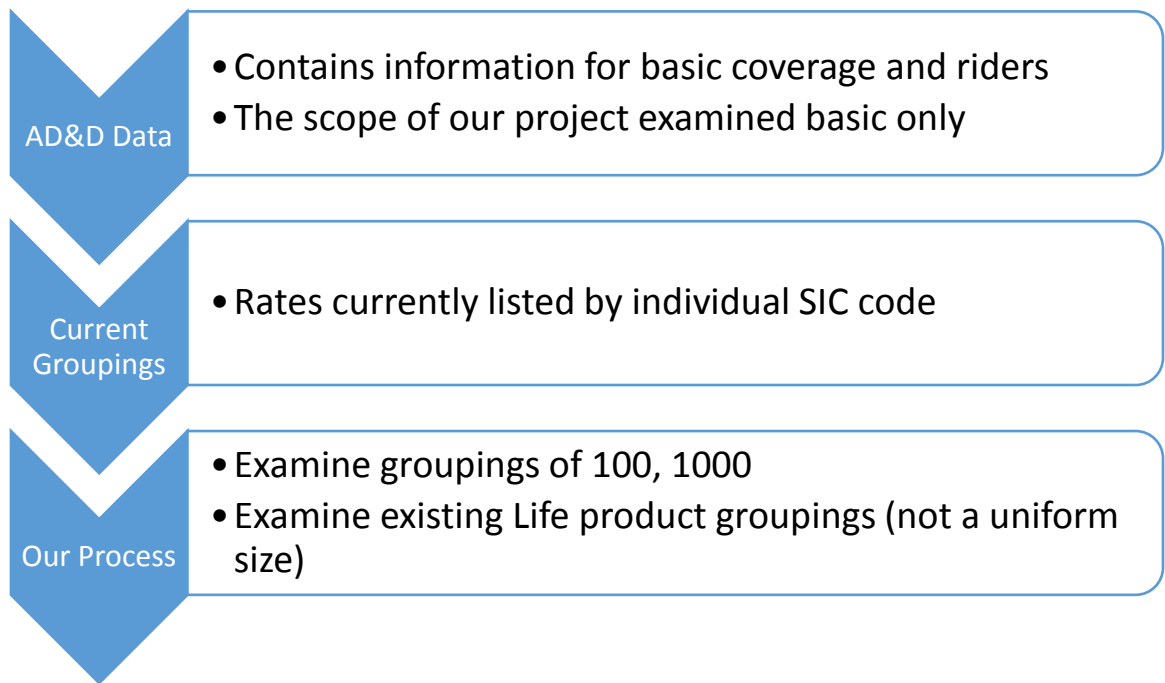 AD&D Data
• Contains information for basic coverage and riders
• The scope of our project examined basic only
Current
Groupings
• Rates currently listed by individual SIC code
Our Process
• Examine groupings of 100, 1000
• Examine existing Life product groupings (not a uniform
size)